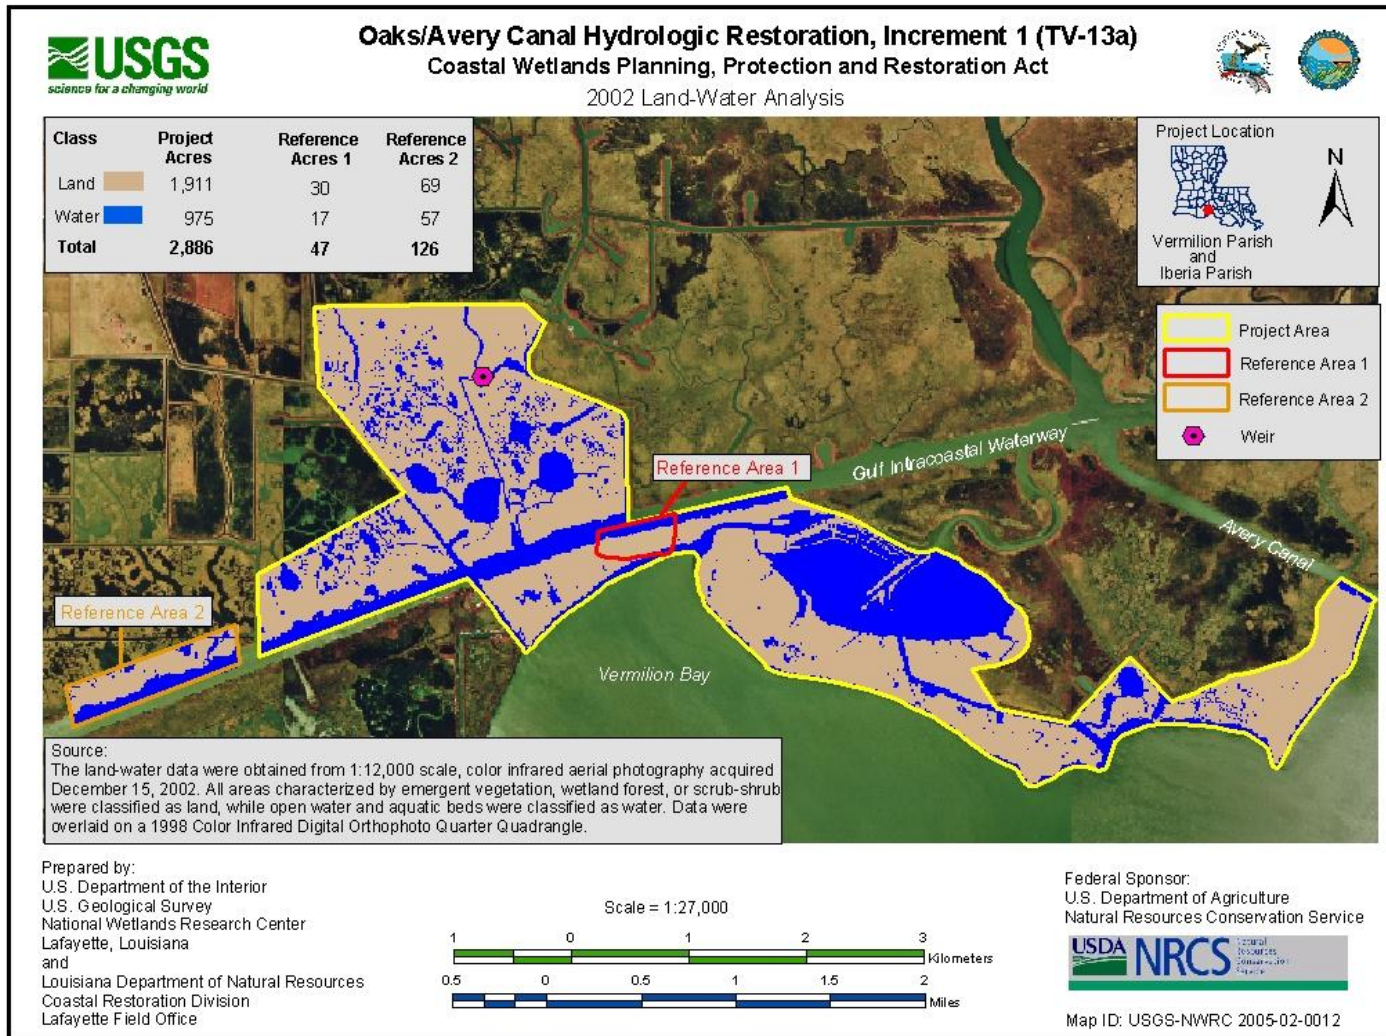 USGS
science for a changing world
Oaks/Avery Canal Hydrologic Restoration, Increment 1 (TV-13a)
Coastal Wetlands Planning, Protection and Restoration Act
2002 Land-Water Analysis
Class Project Acres Reference Acres 1 Reference Acres 2
Land 1,911 30 69
Water 975 17 57
Total 2,886 47 126
Project Location
N
Vermilion Parish
and
Iberia Parish
Project Area
Reference Area 1
Reference Area 2
Weir
Reference Area 1
Gulf Intracoastal Waterway
Avery Canal
Reference Area 2
Vermilion Bay
Source:
The land-water data were obtained from 1:12,000 scale, color infrared aerial photography acquired
December 15, 2002. All areas characterized by emergent vegetation, wetland forest, or scrub-shrub
were classified as land, while open water and aquatic beds were classified as water. Data were
overlaid on a 1998 Color Infrared Digital Orthophoto Quarter Quadrangle.
Prepared by:
U.S. Department of the Interior
U.S. Geological Survey
National Wetlands Research Center
Lafayette, Louisiana
and
Louisiana Department of Natural Resources
Coastal Restoration Division
Lafayette Field Office
Scale = 1:27,000
1 0 1 2 3
Kilometers
0.5 0 0.5 1 1.5 2
Miles
Federal Sponsor:
U.S. Department of Agriculture
Natural Resources Conservation Service
USDA NRCS
Natural
Resources
Conservation
Service
Map ID: USGS-NWRC 2005-02-0012